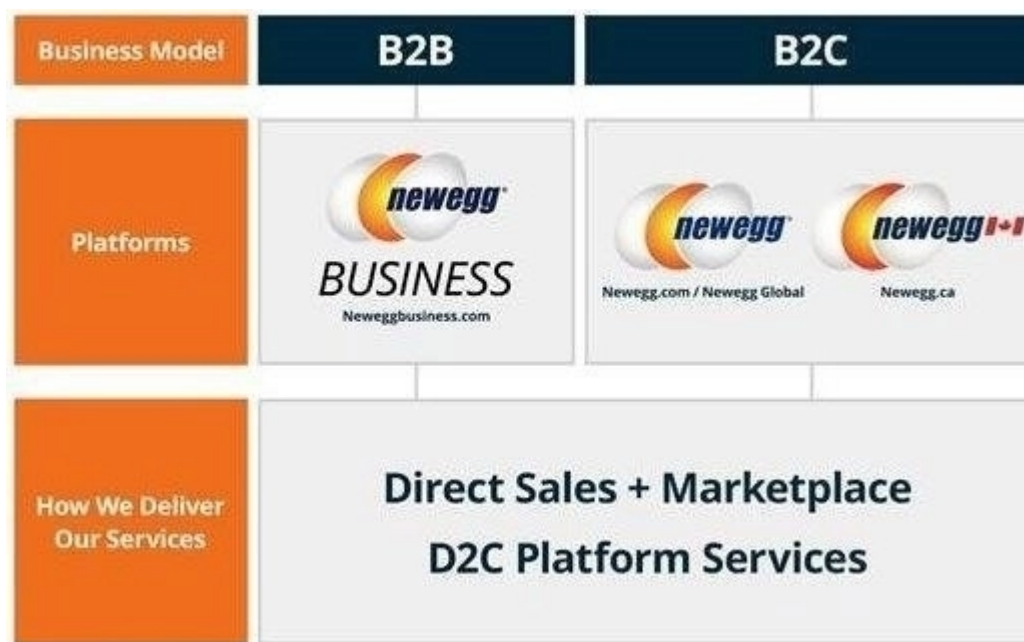 Business Model
B2B
B2C
Platforms
newegg
BUSINESS
Neweggbusiness.com
newegg
Newegg.com / Newegg Global
newegg
Newegg.ca
How We Deliver
Our Services
Direct Sales + Marketplace
D2C Platform Services